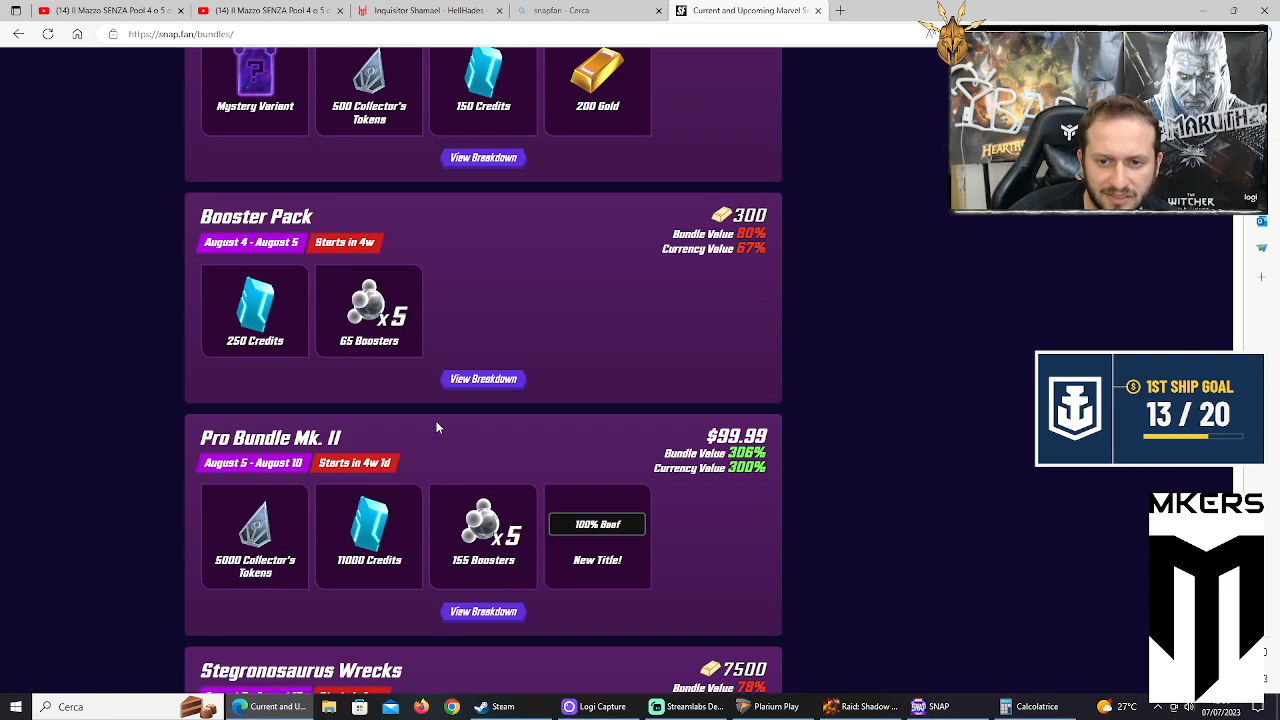 (14) Il Mazzo SENZA Pool 4 o 5 d
(14) Il Mazzo SENZA Pool 4 o 5 d
Inquisitor Shamael - HellHades
snapfan - Cerca
Current and Upcoming Marvel S
https://snap.fan/bundles/
Mystery Variant
500 Collector's Tokens
150 Credits
200 Gold
View Breakdown
Booster Pack
300
Bundle Value 80%
August 4 - August 5
Starts in 4w
Currency Value 67%
250 Credits
x5
65 Boosters
View Breakdown
Pro Bundle Mk. II
$99.99
Bundle Value 306%
August 5 - August 10
Starts in 4w 1d
Currency Value 300%
5000 Collector's Tokens
11000 Credits
x5
155 Boosters
100% Beef
New Title!
View Breakdown
Stegronosaurus Wrecks
7500
Bundle Value 78%
HEARTHS
MAKUTH2
THE
WITCHER
logi
1ST SHIP GOAL
13 / 20
MKERS
Cerca
Current and U...
Steam
Logi Capture
Streamlabs De...
Plarium Play
Raid: Shadow ...
SNAP
SNAP
Calcolatrice
27°C
07/07/2023